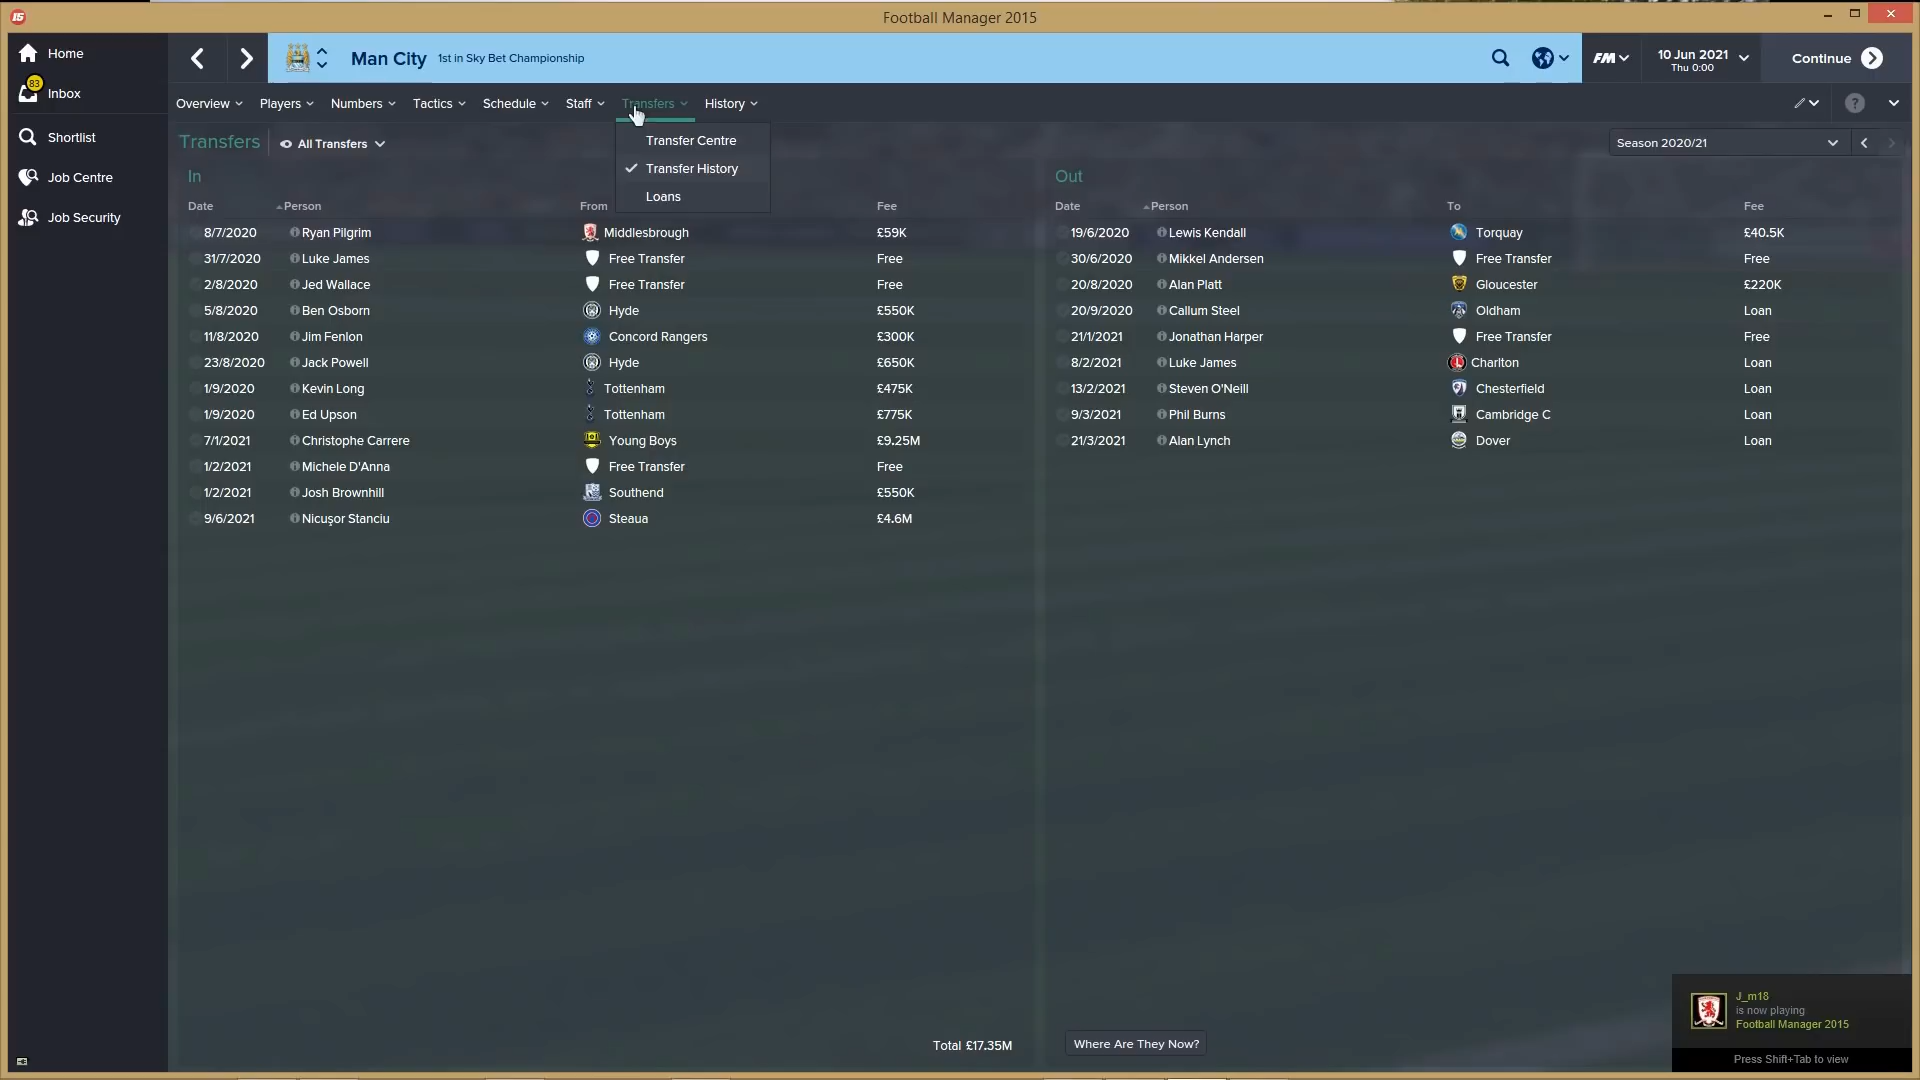 Football Manager 2015
Home
83
Inbox
Shortlist
Job Centre
Job Security
Man City 1st in Sky Bet Championship
FM
10 Jun 2021
Thu 0:00
Continue
Overview Players Numbers Tactics Schedule Staff Transfers History
?
Transfers All Transfers
Season 2020/21
Transfer Centre
Transfer History
Loans
In
Date Person From Fee
8/7/2020 Ryan Pilgrim Middlesbrough £59K
31/7/2020 Luke James Free Transfer Free
2/8/2020 Jed Wallace Free Transfer Free
5/8/2020 Ben Osborn Hyde £550K
11/8/2020 Jim Fenlon Concord Rangers £300K
23/8/2020 Jack Powell Hyde £650K
1/9/2020 Kevin Long Tottenham £475K
1/9/2020 Ed Upson Tottenham £775K
7/1/2021 Christophe Carrere Young Boys £9.25M
1/2/2021 Michele D'Anna Free Transfer Free
1/2/2021 Josh Brownhill Southend £550K
9/6/2021 Nicuşor Stanciu Steaua £4.6M
Total £17.35M
Out
Date Person To Fee
19/6/2020 Lewis Kendall Torquay £40.5K
30/6/2020 Mikkel Andersen Free Transfer Free
20/8/2020 Alan Platt Gloucester £220K
20/9/2020 Callum Steel Oldham Loan
21/1/2021 Jonathan Harper Free Transfer Free
8/2/2021 Luke James Charlton Loan
13/2/2021 Steven O'Neill Chesterfield Loan
9/3/2021 Phil Burns Cambridge C Loan
21/3/2021 Alan Lynch Dover Loan
Where Are They Now?
J_m18
is now playing
Football Manager 2015
Press Shift+Tab to view